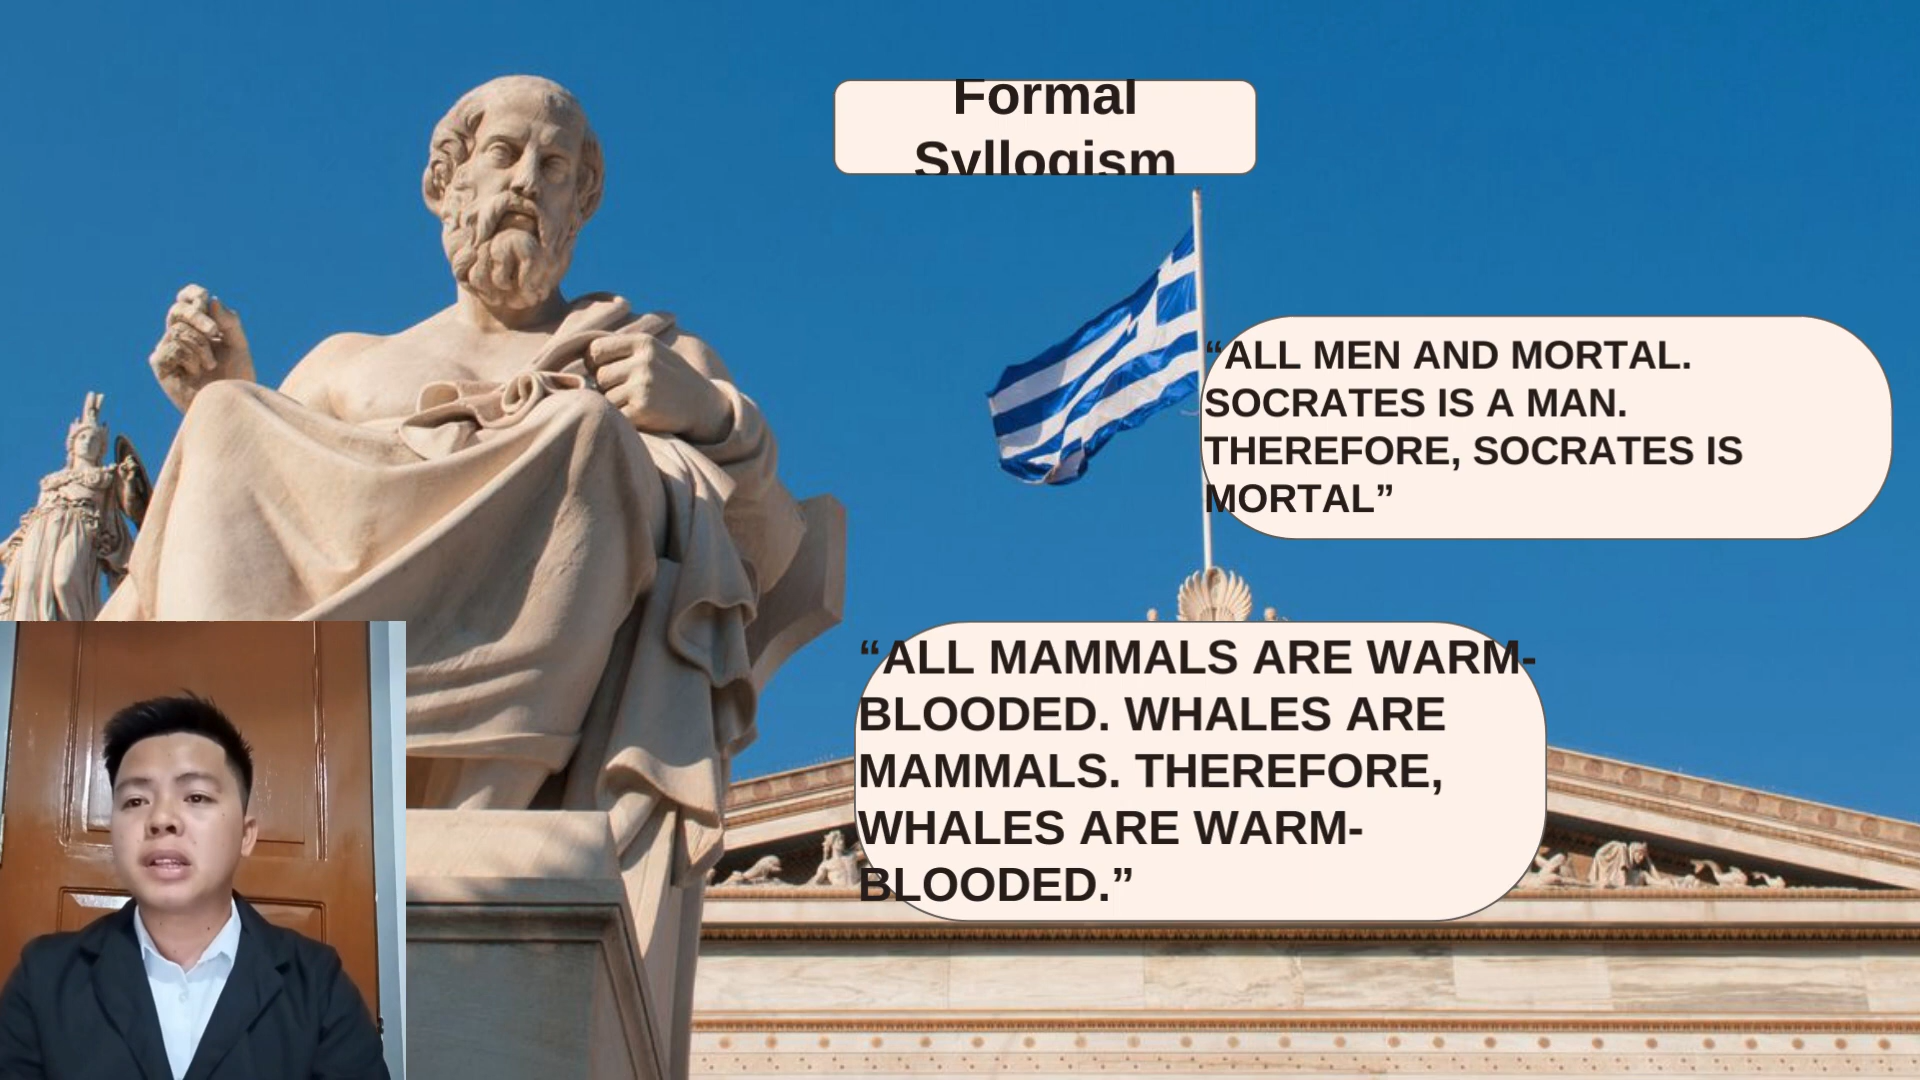 Formal
Syllogism
“ALL MEN AND MORTAL.
SOCRATES IS A MAN.
THEREFORE, SOCRATES IS
MORTAL”
“ALL MAMMALS ARE WARM-
BLOODED. WHALES ARE
MAMMALS. THEREFORE,
WHALES ARE WARM-
BLOODED.”